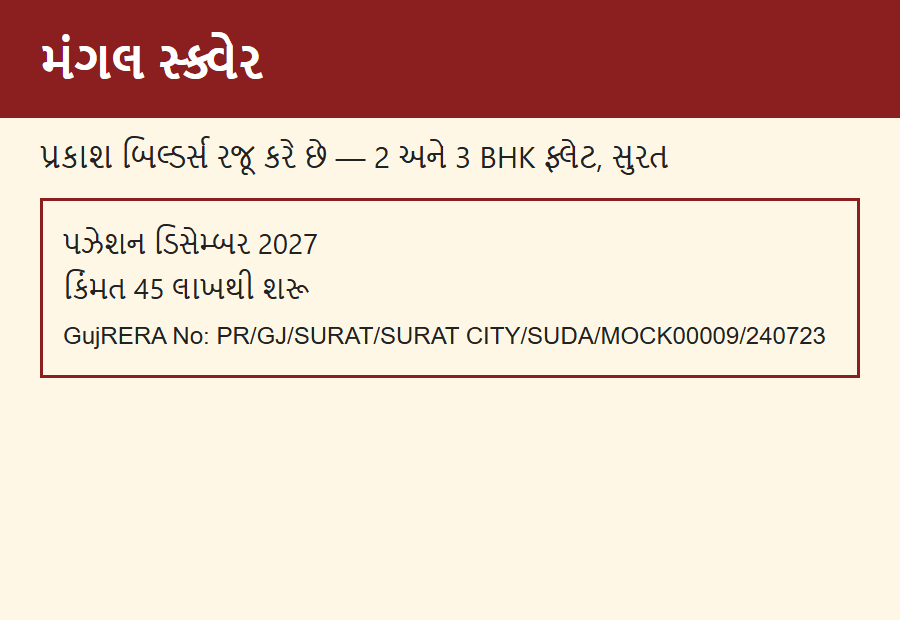 મંગલ સ્ક્વેર
પ્રકાશ બિલ્ડર્સ રજૂ કરે છે — 2 અને 3 BHK ફ્લેટ, સુરત
પઝેશન ડિસેમ્બર 2027
કિંમત 45 લાખથી શરૂ
GujRERA No: PR/GJ/SURAT/SURAT CITY/SUDA/MOCK00009/240723